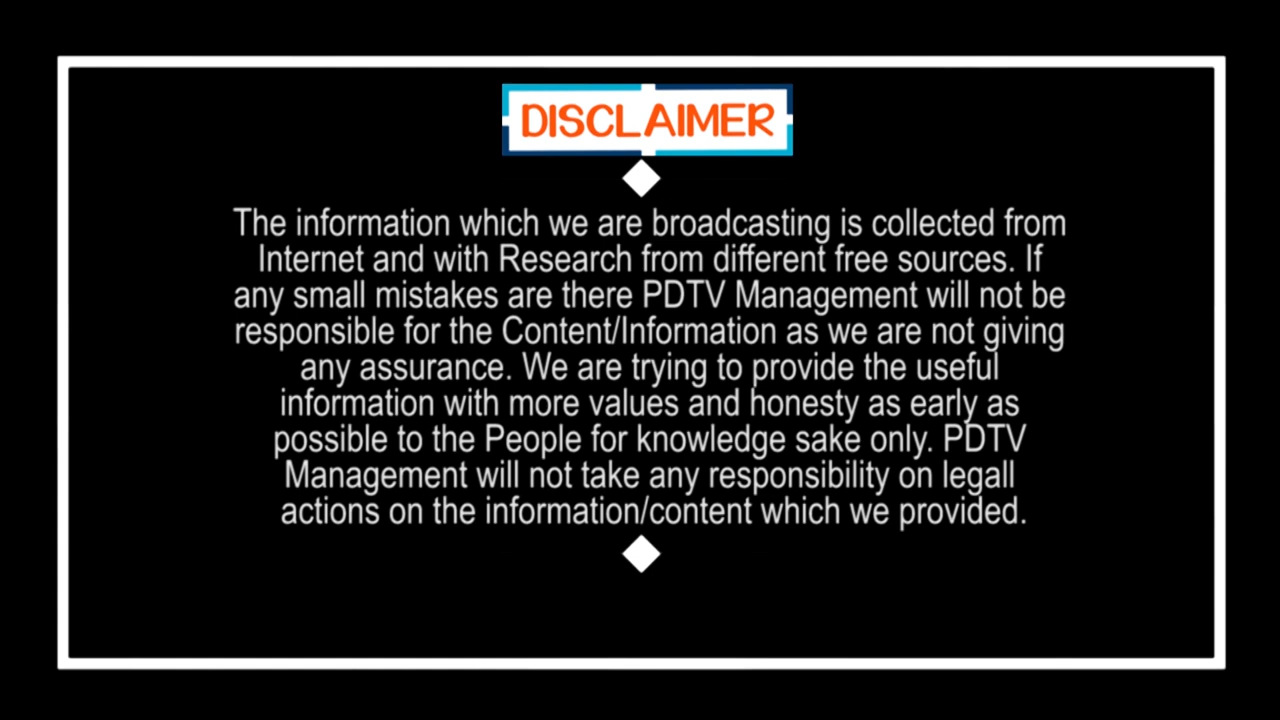 DISCLAIMER
The information which we are broadcasting is collected from
Internet and with Research from different free sources. If
any small mistakes are there PDTV Management will not be
responsible for the Content/Information as we are not giving
any assurance. We are trying to provide the useful
information with more values and honesty as early as
possible to the People for knowledge sake only. PDTV
Management will not take any responsibility on legall
actions on the information/content which we provided.